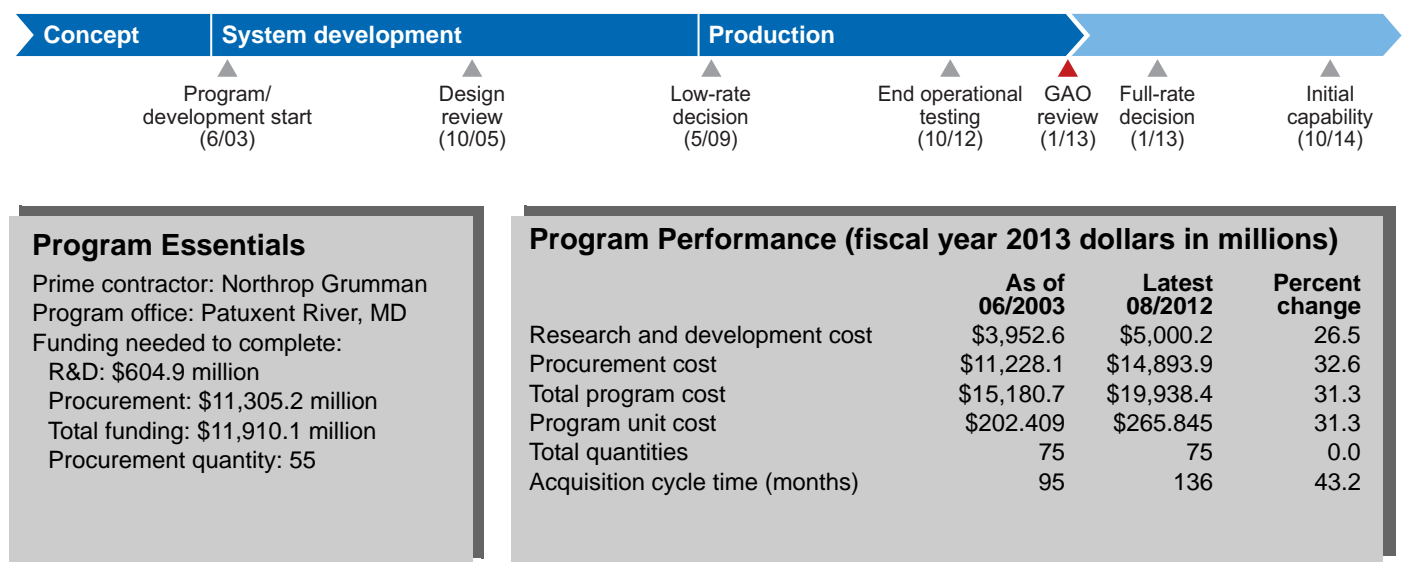 Concept
System development
Production
Program/
development start
(6/03)
Design
review
(10/05)
Low-rate
decision
(5/09)
End operational
testing
(10/12)
GAO
review
(1/13)
Full-rate
decision
(1/13)
Initial
capability
(10/14)
Program Essentials
Prime contractor: Northrop Grumman
Program office: Patuxent River, MD
Funding needed to complete:
R&D: $604.9 million
Procurement: $11,305.2 million
Total funding: $11,910.1 million
Procurement quantity: 55
Program Performance (fiscal year 2013 dollars in millions)
As of Latest Percent
06/2003 08/2012 change
Research and development cost $3,952.6 $5,000.2 26.5
Procurement cost $11,228.1 $14,893.9 32.6
Total program cost $15,180.7 $19,938.4 31.3
Program unit cost $202.409 $265.845 31.3
Total quantities 75 75 0.0
Acquisition cycle time (months) 95 136 43.2